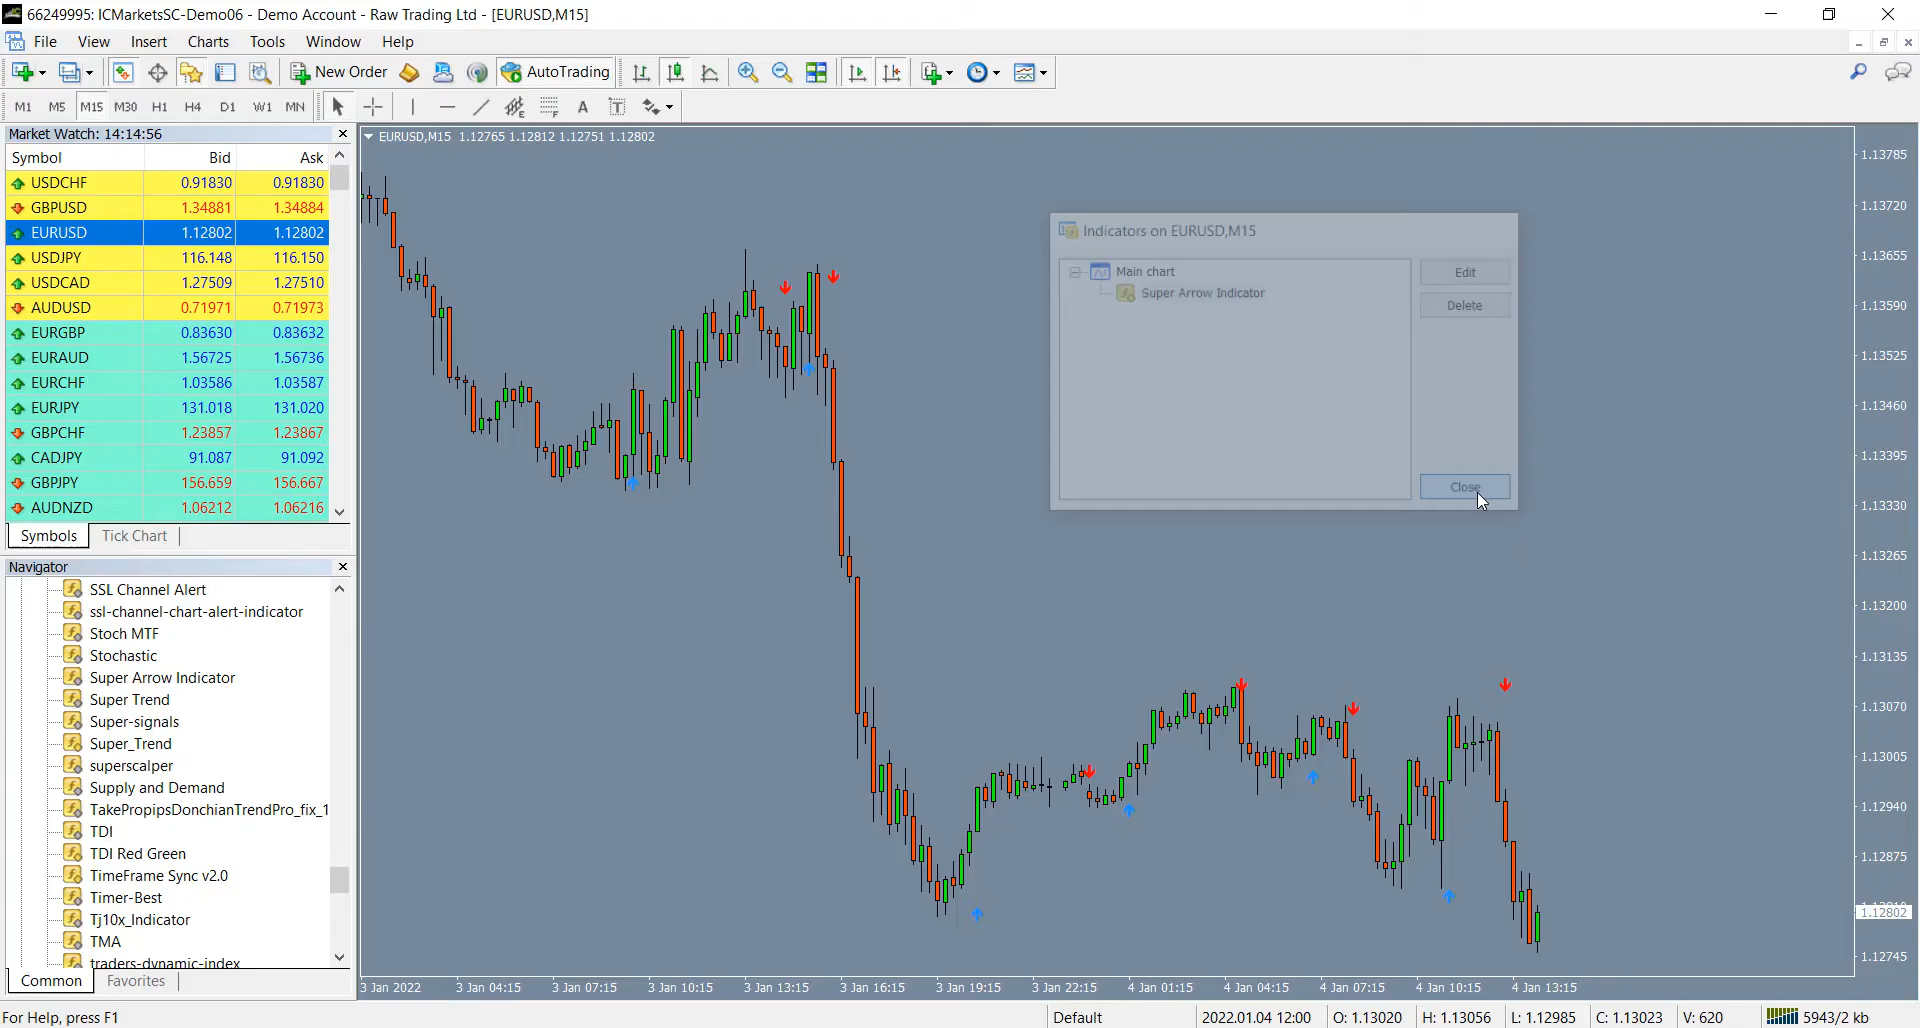 66249995: ICMarketsSC-Demo06 - Demo Account - Raw Trading Ltd - [EURUSD,M15]
File View Insert Charts Tools Window Help
New Order AutoTrading
M1 M5 M15 M30 H1 H4 D1 W1 MN A T
E F
Market Watch: 14:14:56
Symbol Bid Ask
USDCHF 0.91830 0.91830
GBPUSD 1.34881 1.34884
EURUSD 1.12802 1.12802
USDJPY 116.148 116.150
USDCAD 1.27509 1.27510
AUDUSD 0.71971 0.71973
EURGBP 0.83630 0.83632
EURAUD 1.56725 1.56736
EURCHF 1.03586 1.03587
EURJPY 131.018 131.020
GBPCHF 1.23857 1.23867
CADJPY 91.087 91.092
GBPJPY 156.659 156.667
AUDNZD 1.06212 1.06216
Symbols Tick Chart
Navigator
SSL Channel Alert
ssl-channel-chart-alert-indicator
Stoch MTF
Stochastic
Super Arrow Indicator
Super Trend
Super-signals
Super_Trend
superscalper
Supply and Demand
TakePropipsDonchianTrendPro_fix_1
TDI
TDI Red Green
TimeFrame Sync v2.0
Timer-Best
Tj10x_Indicator
TMA
traders-dynamic-index
Common Favorites
EURUSD,M15 1.12765 1.12812 1.12751 1.12802
Indicators on EURUSD,M15
Main chart
Super Arrow Indicator
Edit
Delete
Close
1.13785
1.13720
1.13655
1.13590
1.13525
1.13460
1.13395
1.13330
1.13265
1.13200
1.13135
1.13070
1.13005
1.12940
1.12875
1.12802
1.12745
3 Jan 2022 3 Jan 04:15 3 Jan 07:15 3 Jan 10:15 3 Jan 13:15 3 Jan 16:15 3 Jan 19:15 3 Jan 22:15 4 Jan 01:15 4 Jan 04:15 4 Jan 07:15 4 Jan 10:15 4 Jan 13:15
For Help, press F1 Default 2022.01.04 12:00 O: 1.13020 H: 1.13056 L: 1.12985 C: 1.13023 V: 620 5943/2 kb